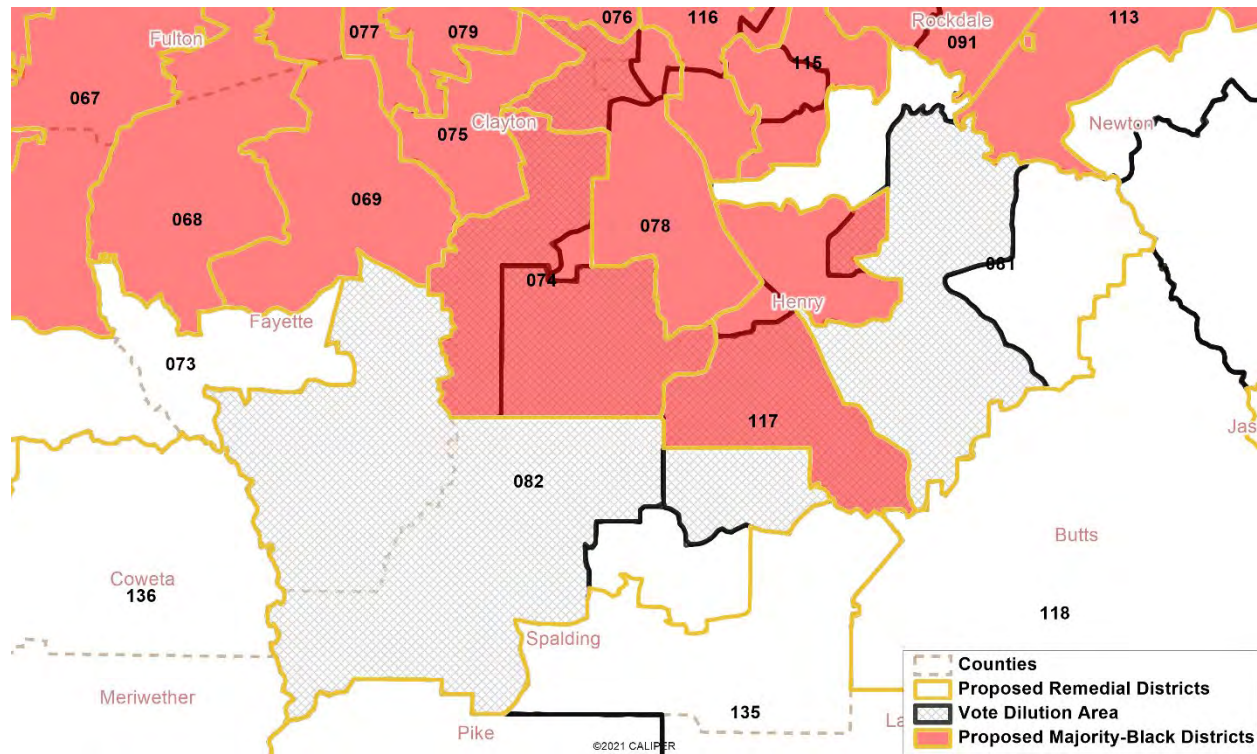 076
116
Rockdale
113
Fulton
077
079
091
115
067
075
Clayton
Newton
068
069
078
081
074
Henry
Fayette
073
117
Jas
082
Coweta
136
Butts
118
Spalding
Meriwether
Pike
135
La
Counties
Proposed Remedial Districts
Vote Dilution Area
Proposed Majority-Black Districts
©2021 CALIPER